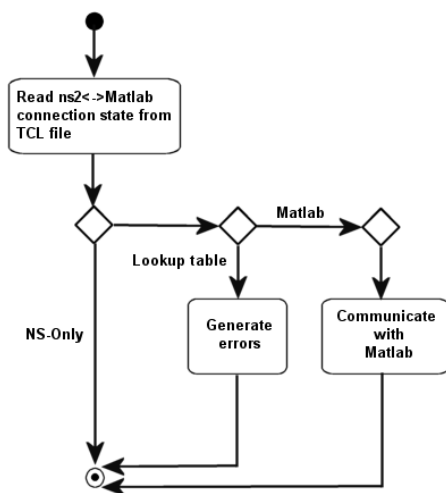 Read ns2<->Matlab
connection state from
TCL file
Matlab
Lookup table
NS-Only
Generate
errors
Communicate
with
Matlab